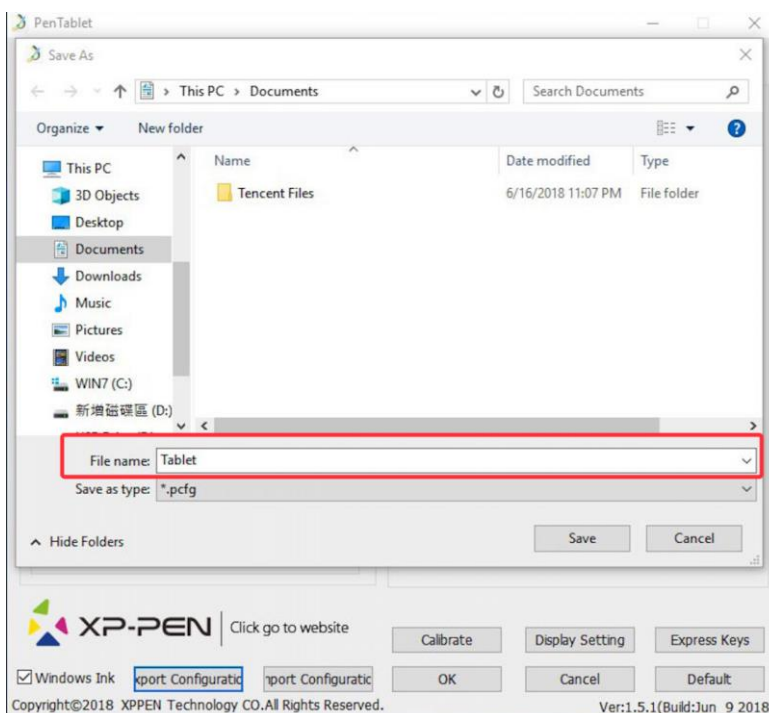 PenTablet
Save As
This PC > Documents
Search Documents
Organize
New folder
Name
Date modified
Type
This PC
3D Objects
Desktop
Documents
Downloads
Music
Pictures
Videos
WIN7 (C:)
新增磁碟區 (D:)
Tencent Files
6/16/2018 11:07 PM
File folder
File name: Tablet
Save as type: *.pcfg
Hide Folders
Save
Cancel
XP-PEN
Click go to website
Calibrate
Display Setting
Express Keys
Windows Ink
xport Configuratic
nport Configuratic
OK
Cancel
Default
Copyright©2018 XPPEN Technology CO.All Rights Reserved.
Ver:1.5.1(Build:Jun 9 2018